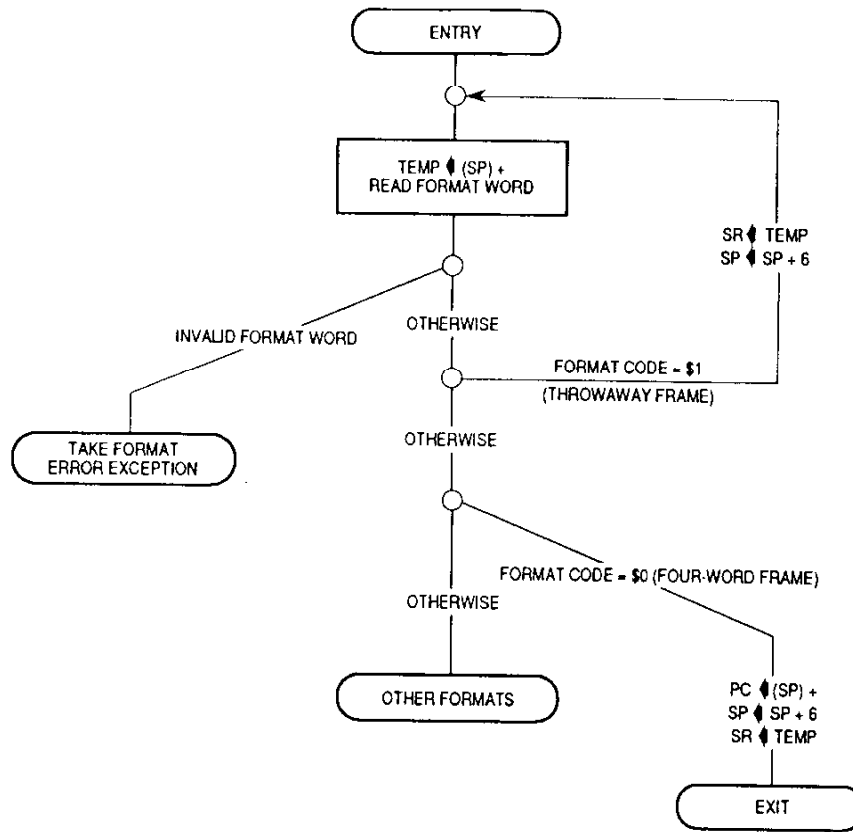 ENTRY
TEMP ◖ (SP) +
READ FORMAT WORD
SR ◖ TEMP
SP ◖ SP + 6
OTHERWISE
INVALID FORMAT WORD
FORMAT CODE = $1
(THROWAWAY FRAME)
TAKE FORMAT
ERROR EXCEPTION
OTHERWISE
FORMAT CODE = $0 (FOUR-WORD FRAME)
OTHERWISE
OTHER FORMATS
PC ◖ (SP) +
SP ◖ SP + 6
SR ◖ TEMP
EXIT